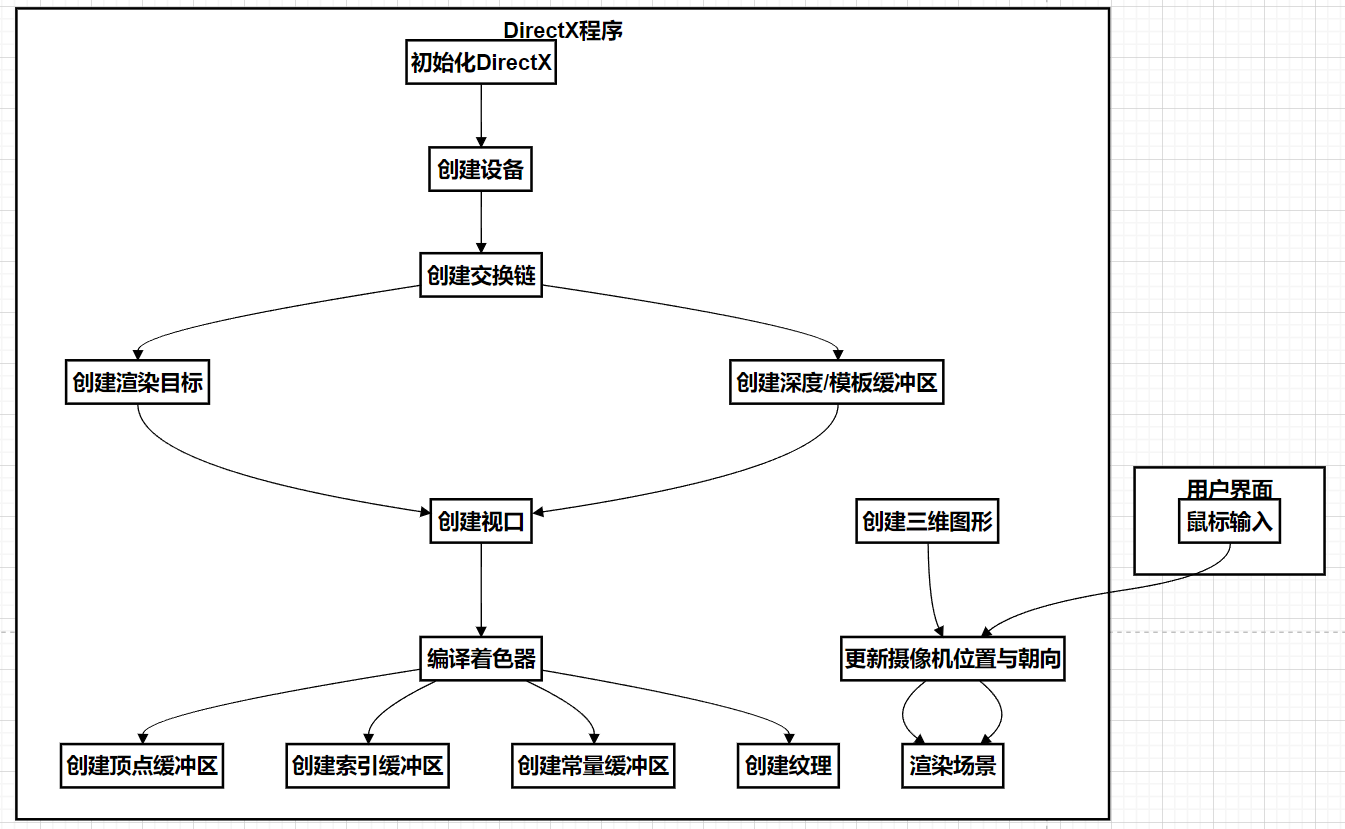 DirectX程序
初始化DirectX
创建设备
创建交换链
创建渲染目标
创建深度/模板缓冲区
用户界面
创建视口
创建三维图形
鼠标输入
编译着色器
更新摄像机位置与朝向
创建顶点缓冲区
创建索引缓冲区
创建常量缓冲区
创建纹理
渲染场景